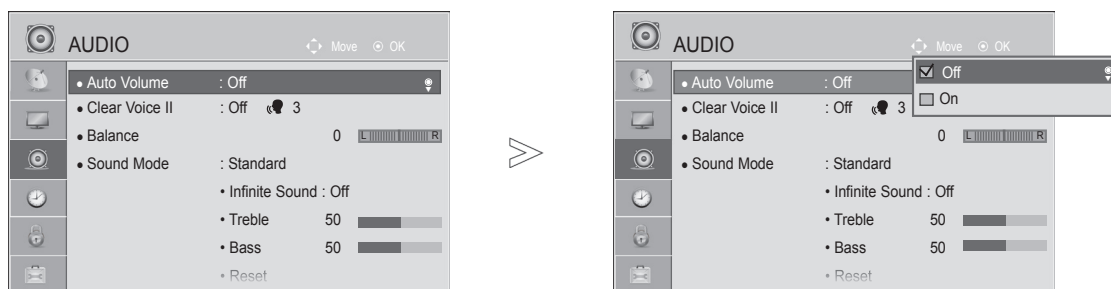 AUDIO
Move OK
• Auto Volume : Off
• Clear Voice II : Off 3
• Balance 0 L R
• Sound Mode : Standard
• Infinite Sound : Off
• Treble 50
• Bass 50
• Reset
AUDIO
Move OK
• Auto Volume : Off
Off
On
• Clear Voice II : Off 3
• Balance 0 L R
• Sound Mode : Standard
• Infinite Sound : Off
• Treble 50
• Bass 50
• Reset